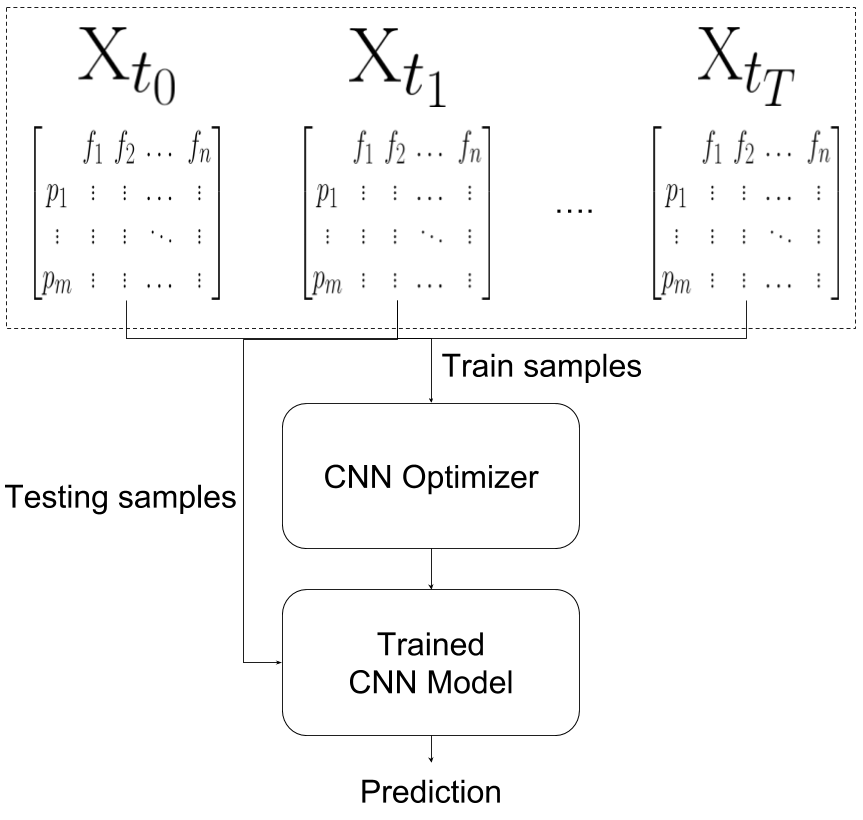 X_{t_0} X_{t_1} X_{t_T}
f_1 f_2 … f_n f_1 f_2 … f_n f_1 f_2 … f_n
p_1 ⋮ ⋮ … ⋮ p_1 ⋮ ⋮ … ⋮ .... p_1 ⋮ ⋮ … ⋮
⋮ ⋮ ⋮ ⋱ ⋮ ⋮ ⋮ ⋮ ⋱ ⋮ ⋮ ⋮ ⋮ ⋱ ⋮
p_m ⋮ ⋮ … ⋮ p_m ⋮ ⋮ … ⋮ p_m ⋮ ⋮ … ⋮
Train samples
CNN Optimizer
Testing samples
Trained
CNN Model
Prediction